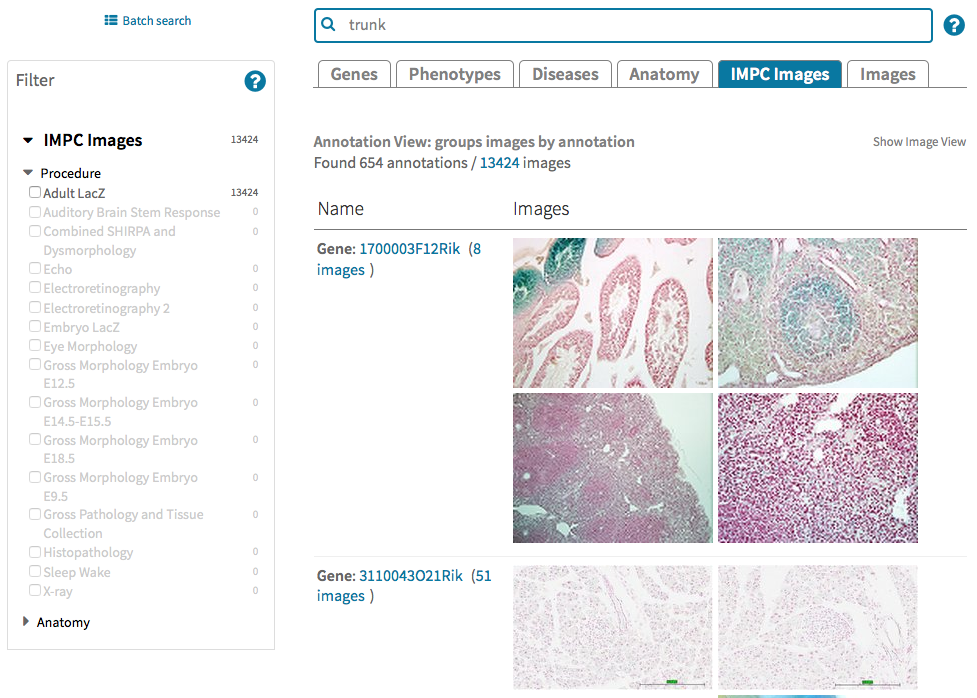 Batch search
trunk
?
Filter
?
IMPC Images 13424
Procedure
Adult LacZ 13424
Auditory Brain Stem Response 0
Combined SHIRPA and 0
Dysmorphology
Echo 0
Electroretinography 0
Electroretinography 2 0
Embryo LacZ 0
Eye Morphology 0
Gross Morphology Embryo 0
E12.5
Gross Morphology Embryo 0
E14.5-E15.5
Gross Morphology Embryo 0
E18.5
Gross Morphology Embryo 0
E9.5
Gross Pathology and Tissue 0
Collection
Histopathology 0
Sleep Wake 0
X-ray 0
Anatomy
Genes Phenotypes Diseases Anatomy IMPC Images Images
Annotation View: groups images by annotation Show Image View
Found 654 annotations / 13424 images
Name Images
Gene: 1700003F12Rik (8
images )
Gene: 3110043O21Rik (51
images )